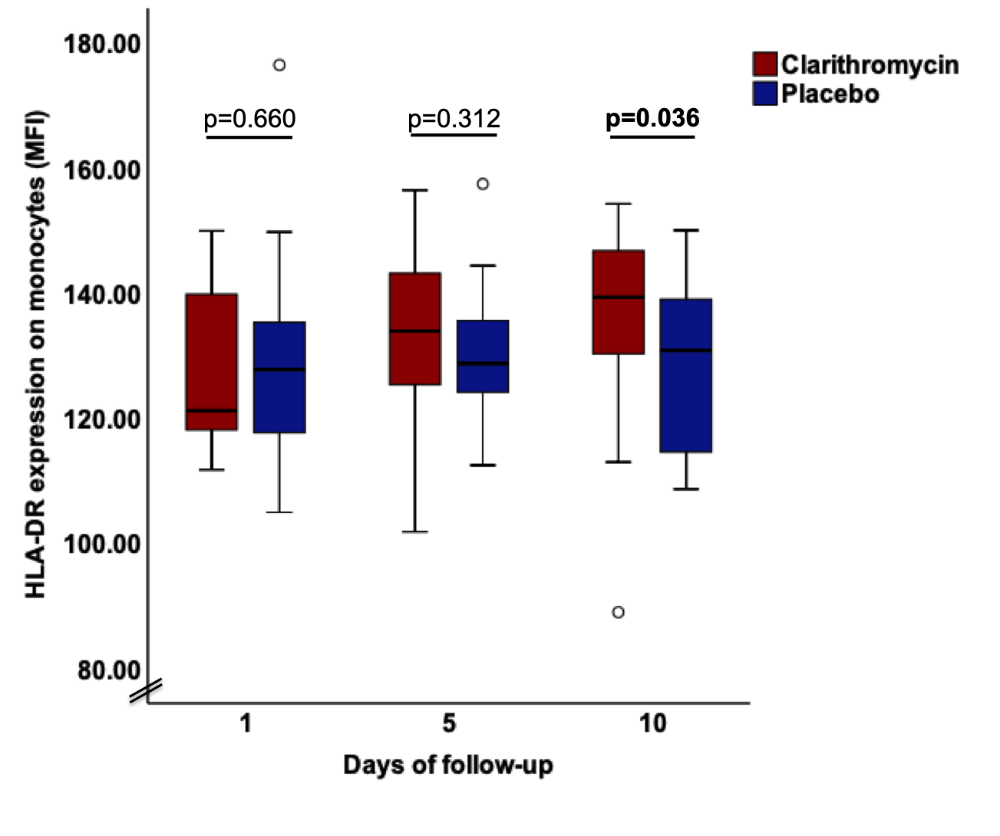 180.00
160.00
140.00
120.00
100.00
80.00
HLA-DR expression on monocytes (MFI)
p=0.660
p=0.312
p=0.036
Clarithromycin
Placebo
1
5
10
Days of follow-up